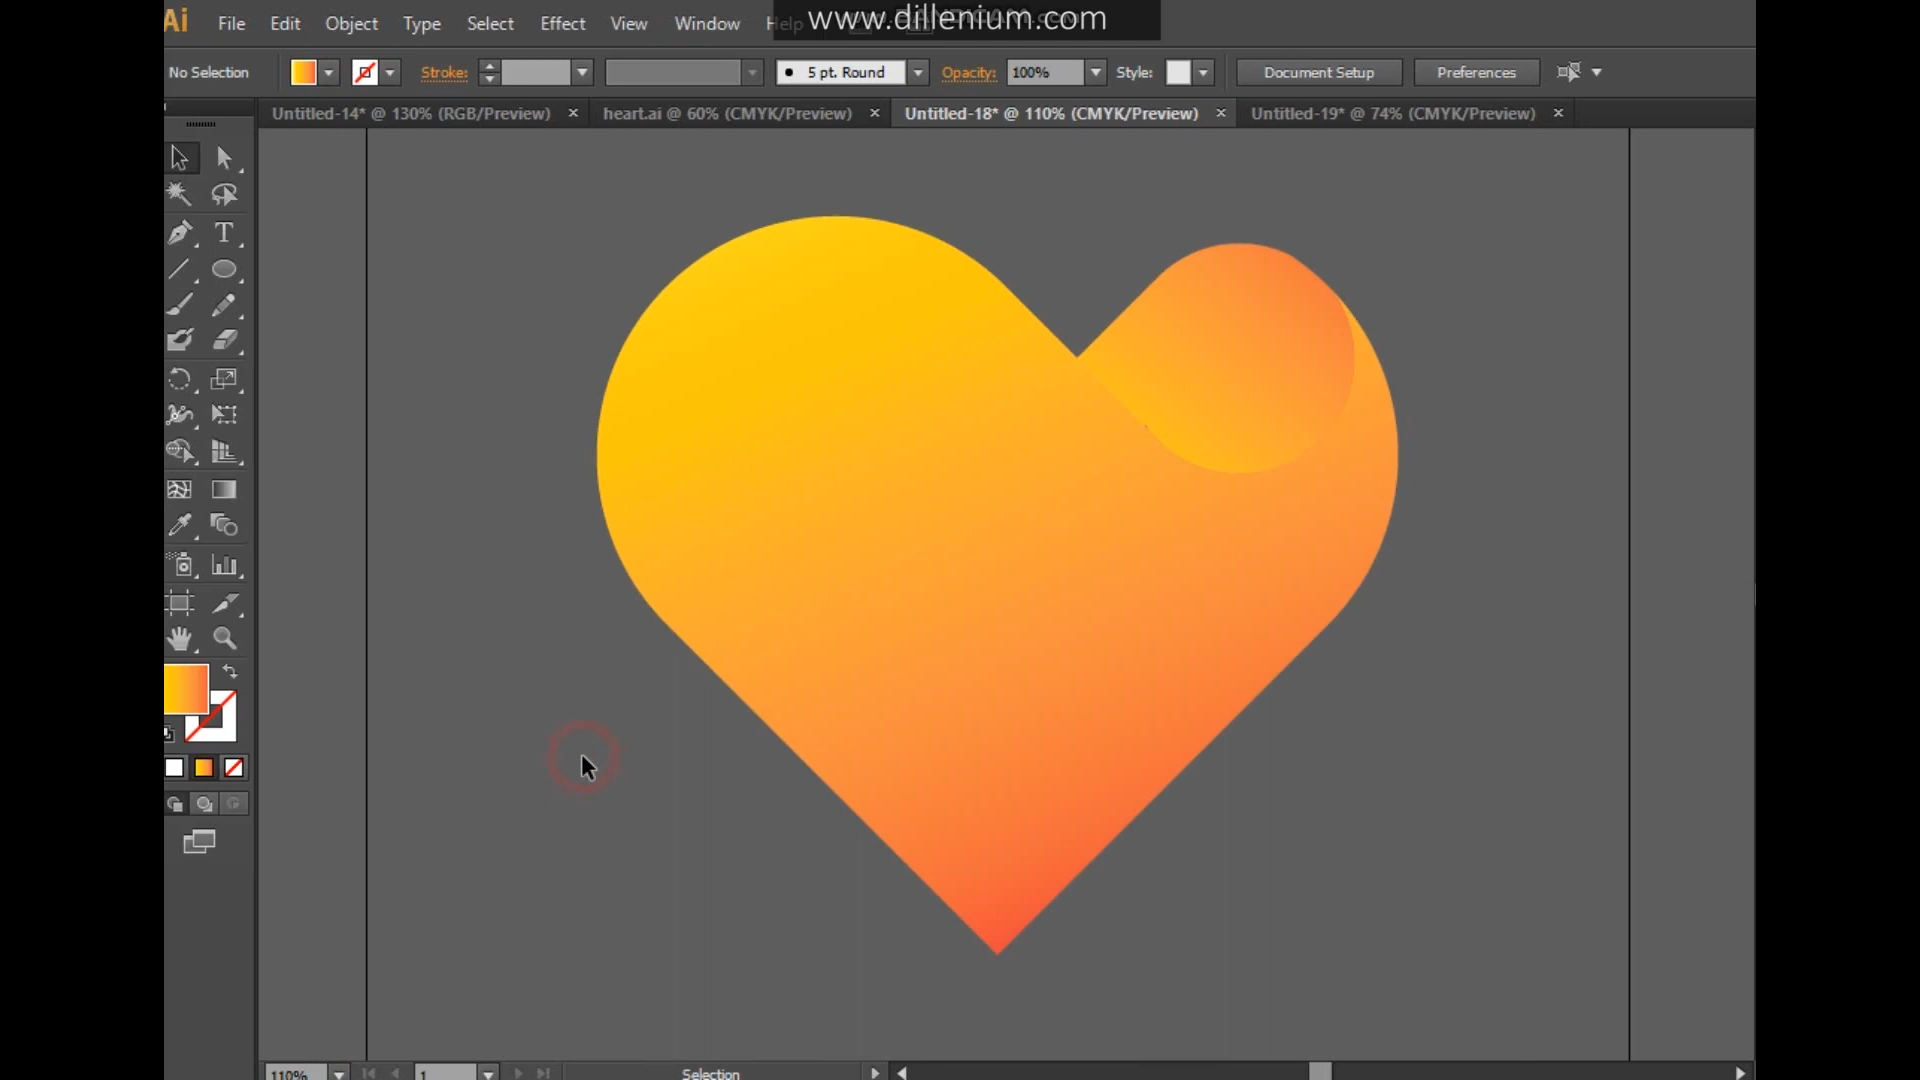 Ai File Edit Object Type Select Effect View Window Help www.dillenium.com
No Selection Stroke: 5 pt. Round Opacity: 100% Style: Document Setup Preferences
Untitled-14* @ 130% (RGB/Preview) heart.ai @ 60% (CMYK/Preview) Untitled-18* @ 110% (CMYK/Preview) Untitled-19* @ 74% (CMYK/Preview)
110% 1 Selection